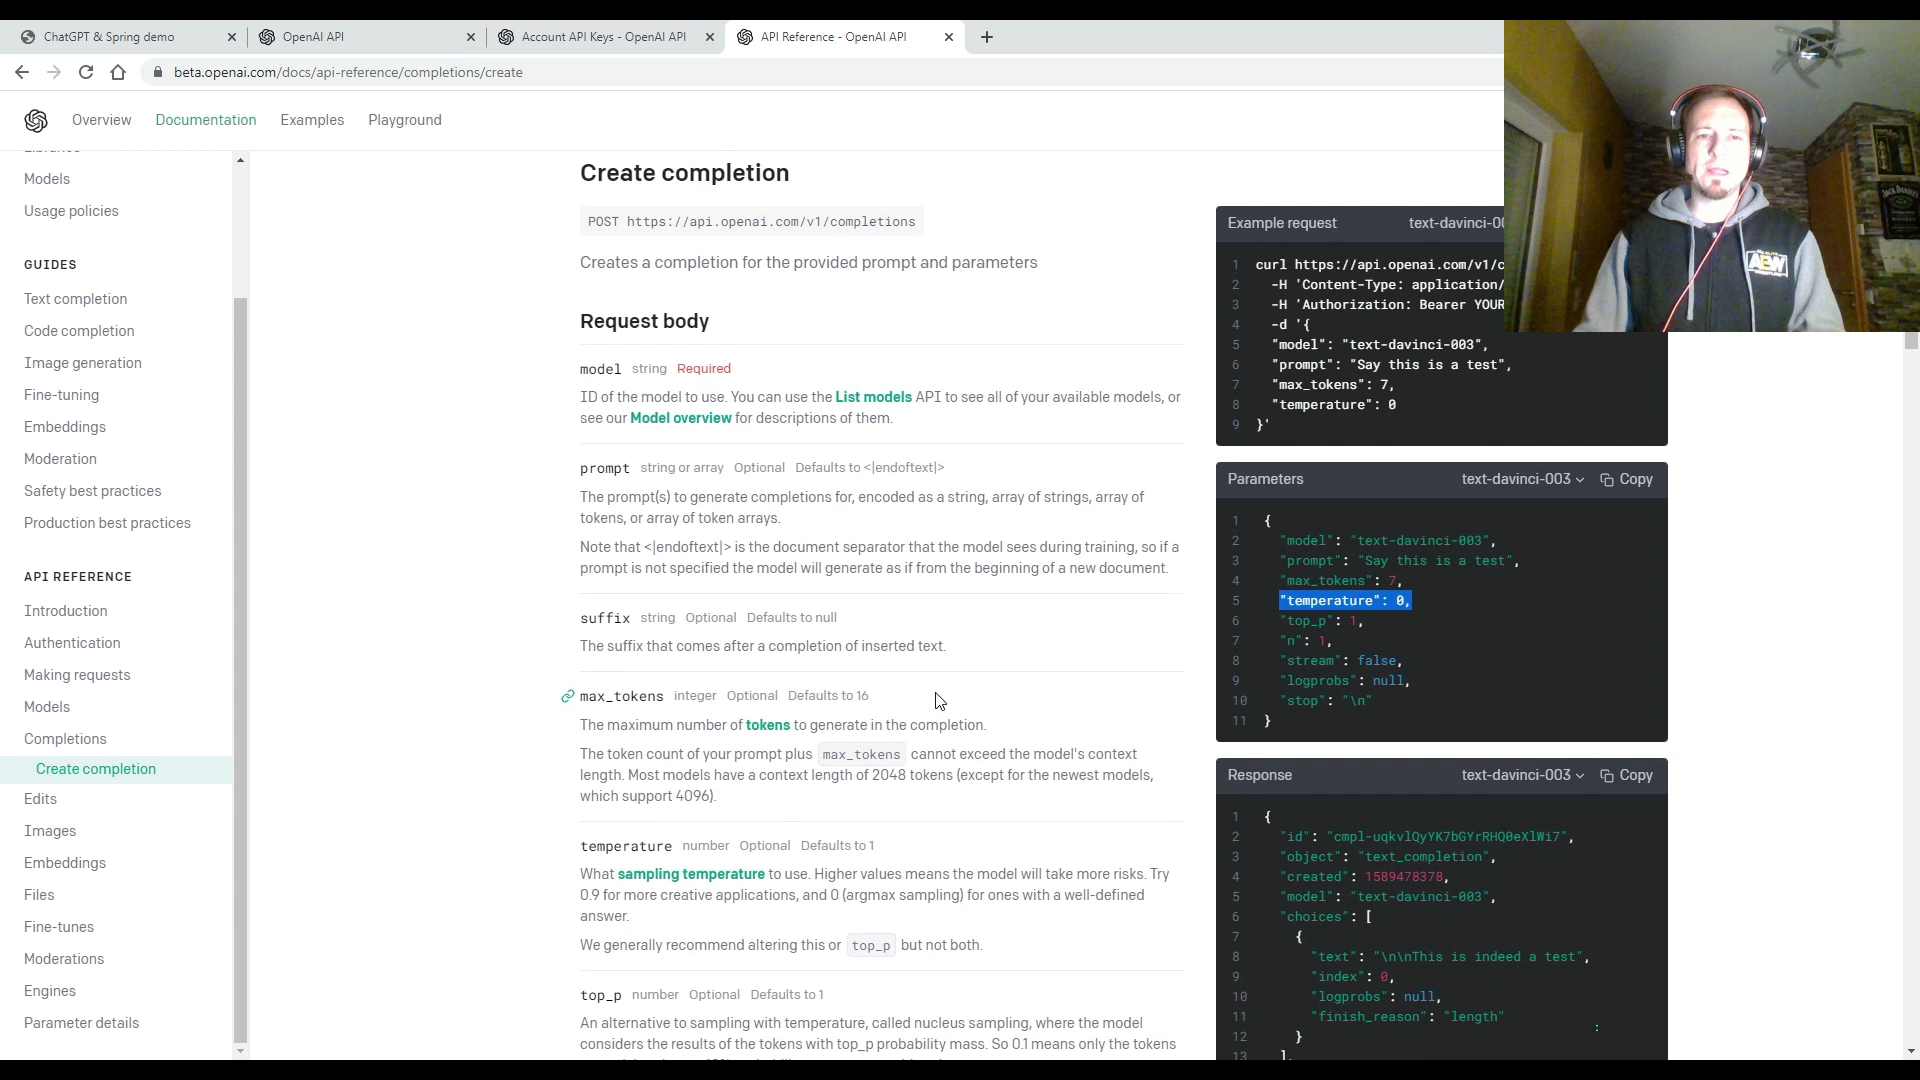 ChatGPT & Spring demo
OpenAI API
Account API Keys - OpenAI API
API Reference - OpenAI API
beta.openai.com/docs/api-reference/completions/create
Overview
Documentation
Examples
Playground
Libraries
Models
Usage policies
GUIDES
Text completion
Code completion
Image generation
Fine-tuning
Embeddings
Moderation
Safety best practices
Production best practices
API REFERENCE
Introduction
Authentication
Making requests
Models
Completions
Create completion
Edits
Images
Embeddings
Files
Fine-tunes
Moderations
Engines
Parameter details
Create completion
POST https://api.openai.com/v1/completions
Creates a completion for the provided prompt and parameters
Request body
model string Required
ID of the model to use. You can use the List models API to see all of your available models, or
see our Model overview for descriptions of them.
prompt string or array Optional Defaults to <|endoftext|>
The prompt(s) to generate completions for, encoded as a string, array of strings, array of
tokens, or array of token arrays.
Note that <|endoftext|> is the document separator that the model sees during training, so if a
prompt is not specified the model will generate as if from the beginning of a new document.
suffix string Optional Defaults to null
The suffix that comes after a completion of inserted text.
max_tokens integer Optional Defaults to 16
The maximum number of tokens to generate in the completion.
The token count of your prompt plus max_tokens cannot exceed the model's context
length. Most models have a context length of 2048 tokens (except for the newest models,
which support 4096).
temperature number Optional Defaults to 1
What sampling temperature to use. Higher values means the model will take more risks. Try
0.9 for more creative applications, and 0 (argmax sampling) for ones with a well-defined
answer.
We generally recommend altering this or top_p but not both.
top_p number Optional Defaults to 1
An alternative to sampling with temperature, called nucleus sampling, where the model
considers the results of the tokens with top_p probability mass. So 0.1 means only the tokens
Example request text-davinci-00
1 curl https://api.openai.com/v1/c
2 -H 'Content-Type: application/
3 -H 'Authorization: Bearer YOUR
4 -d '{
5 "model": "text-davinci-003",
6 "prompt": "Say this is a test",
7 "max_tokens": 7,
8 "temperature": 0
9 }'
Parameters text-davinci-003 Copy
1 {
2 "model": "text-davinci-003",
3 "prompt": "Say this is a test",
4 "max_tokens": 7,
5 "temperature": 0,
6 "top_p": 1,
7 "n": 1,
8 "stream": false,
9 "logprobs": null,
10 "stop": "\n"
11 }
Response text-davinci-003 Copy
1 {
2 "id": "cmpl-uqkvlQyYK7bGYrRHQ0eXlWi7",
3 "object": "text_completion",
4 "created": 1589478378,
5 "model": "text-davinci-003",
6 "choices": [
7 {
8 "text": "\n\nThis is indeed a test",
9 "index": 0,
10 "logprobs": null,
11 "finish_reason": "length"
12 }
13 ],
AEW
JACK DANIEL'S